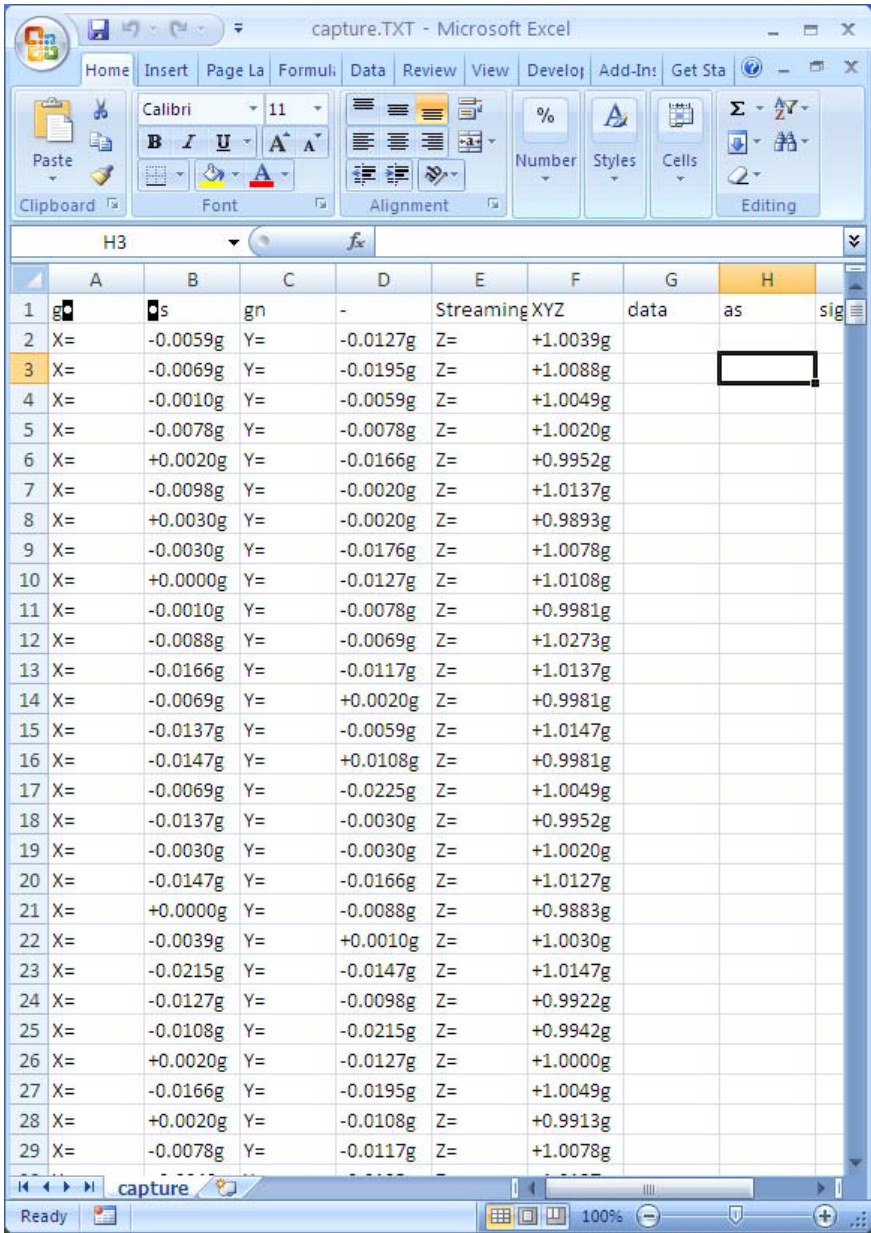 capture.TXT - Microsoft Excel
Home Insert Page La Formula Data Review View Develop Add-Ins Get Sta
Calibri 11
B I U A A
% Σ
Paste Number Styles Cells
Clipboard Font Alignment Editing
H3 fx
A B C D E F G H
1 g s gn - Streaming XYZ data as sig
2 X= -0.0059g Y= -0.0127g Z= +1.0039g
3 X= -0.0069g Y= -0.0195g Z= +1.0088g
4 X= -0.0010g Y= -0.0059g Z= +1.0049g
5 X= -0.0078g Y= -0.0078g Z= +1.0020g
6 X= +0.0020g Y= -0.0166g Z= +0.9952g
7 X= -0.0098g Y= -0.0020g Z= +1.0137g
8 X= +0.0030g Y= -0.0020g Z= +0.9893g
9 X= -0.0030g Y= -0.0176g Z= +1.0078g
10 X= +0.0000g Y= -0.0127g Z= +1.0108g
11 X= -0.0010g Y= -0.0078g Z= +0.9981g
12 X= -0.0088g Y= -0.0069g Z= +1.0273g
13 X= -0.0166g Y= -0.0117g Z= +1.0137g
14 X= -0.0069g Y= +0.0020g Z= +0.9981g
15 X= -0.0137g Y= -0.0059g Z= +1.0147g
16 X= -0.0147g Y= +0.0108g Z= +0.9981g
17 X= -0.0069g Y= -0.0225g Z= +1.0049g
18 X= -0.0137g Y= -0.0030g Z= +0.9952g
19 X= -0.0030g Y= -0.0030g Z= +1.0020g
20 X= -0.0147g Y= -0.0166g Z= +1.0127g
21 X= +0.0000g Y= -0.0088g Z= +0.9883g
22 X= -0.0039g Y= +0.0010g Z= +1.0030g
23 X= -0.0215g Y= -0.0147g Z= +1.0147g
24 X= -0.0127g Y= -0.0098g Z= +0.9922g
25 X= -0.0108g Y= -0.0215g Z= +0.9942g
26 X= +0.0020g Y= -0.0127g Z= +1.0000g
27 X= -0.0166g Y= -0.0195g Z= +1.0049g
28 X= +0.0020g Y= -0.0108g Z= +0.9913g
29 X= -0.0078g Y= -0.0117g Z= +1.0078g
capture
Ready 100%